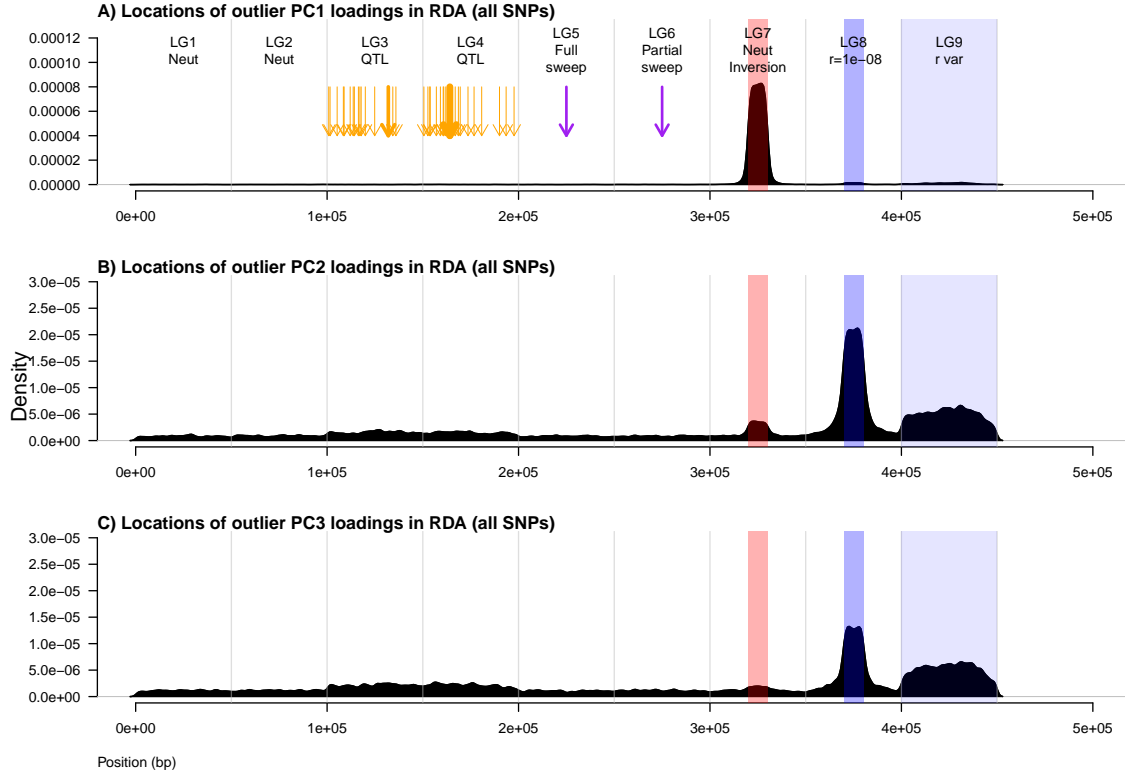 A) Locations of outlier PC1 loadings in RDA (all SNPs)
LG1 Neut
LG2 Neut
LG3 QTL
LG4 QTL
LG5 Full sweep
LG6 Partial sweep
LG7 Neut Inversion
LG8 r=1e−08
LG9 r var
0.00012
0.00010
0.00008
0.00006
0.00004
0.00002
0.00000
0e+00 1e+05 2e+05 3e+05 4e+05 5e+05
B) Locations of outlier PC2 loadings in RDA (all SNPs)
Density
3.0e−05
2.5e−05
2.0e−05
1.5e−05
1.0e−05
5.0e−06
0.0e+00
0e+00 1e+05 2e+05 3e+05 4e+05 5e+05
C) Locations of outlier PC3 loadings in RDA (all SNPs)
3.0e−05
2.5e−05
2.0e−05
1.5e−05
1.0e−05
5.0e−06
0.0e+00
0e+00 1e+05 2e+05 3e+05 4e+05 5e+05
Position (bp)